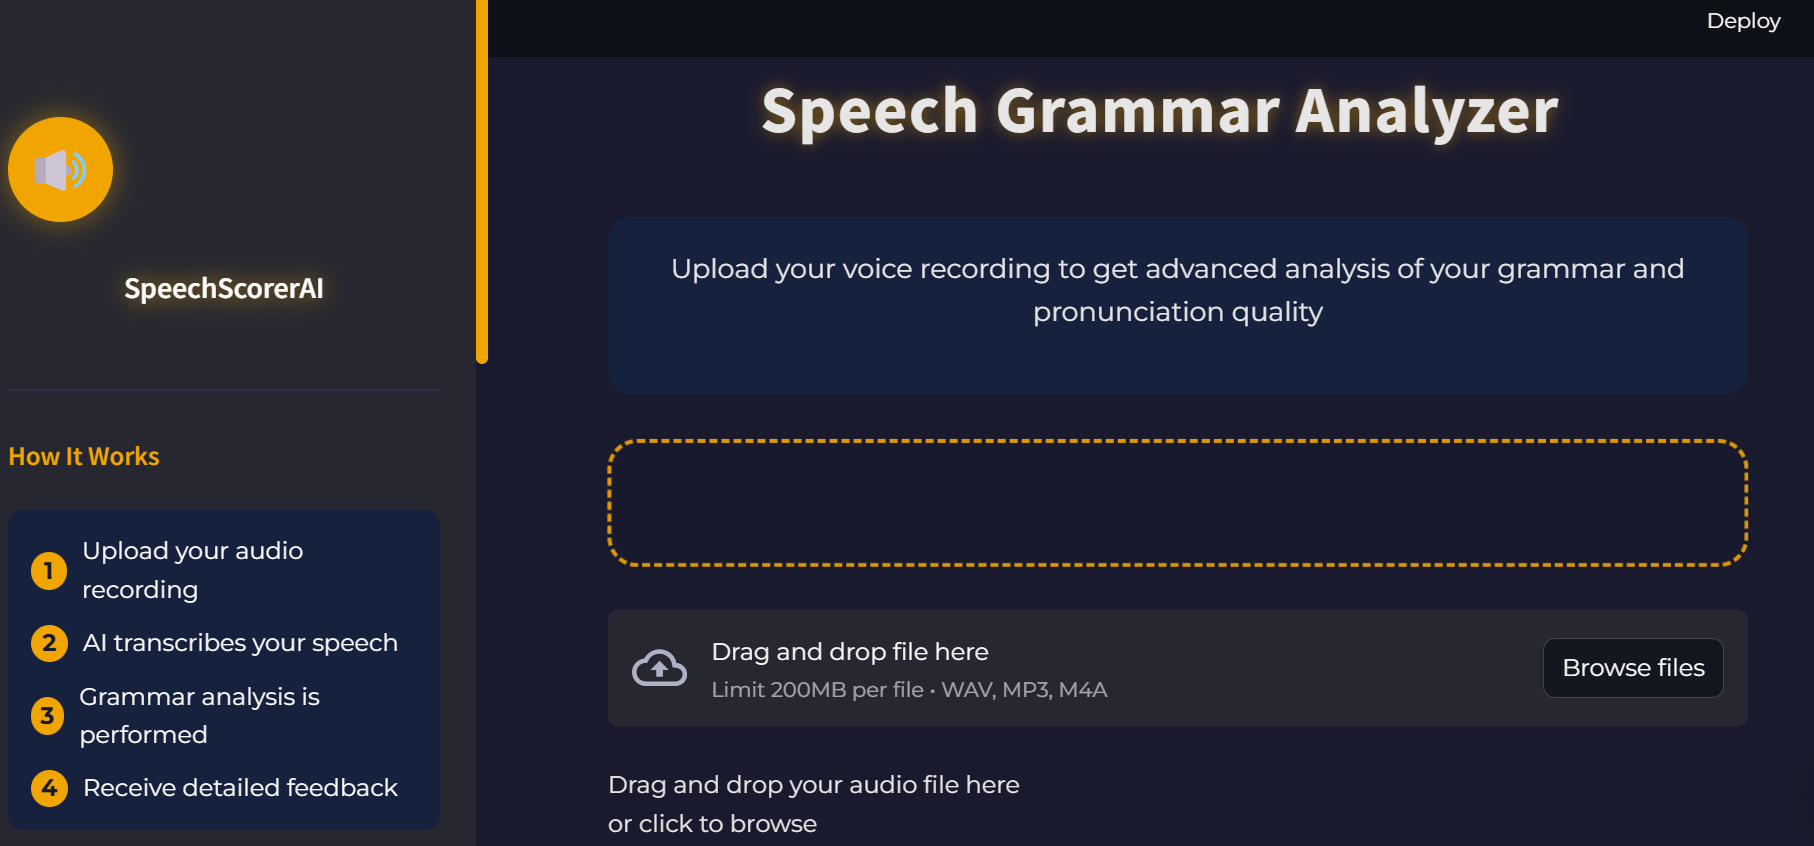 Deploy
SpeechScorerAI
How It Works
1
Upload your audio
recording
2
AI transcribes your speech
3
Grammar analysis is
performed
4
Receive detailed feedback
Speech Grammar Analyzer
Upload your voice recording to get advanced analysis of your grammar and
pronunciation quality
Drag and drop file here
Limit 200MB per file • WAV, MP3, M4A
Browse files
Drag and drop your audio file here
or click to browse